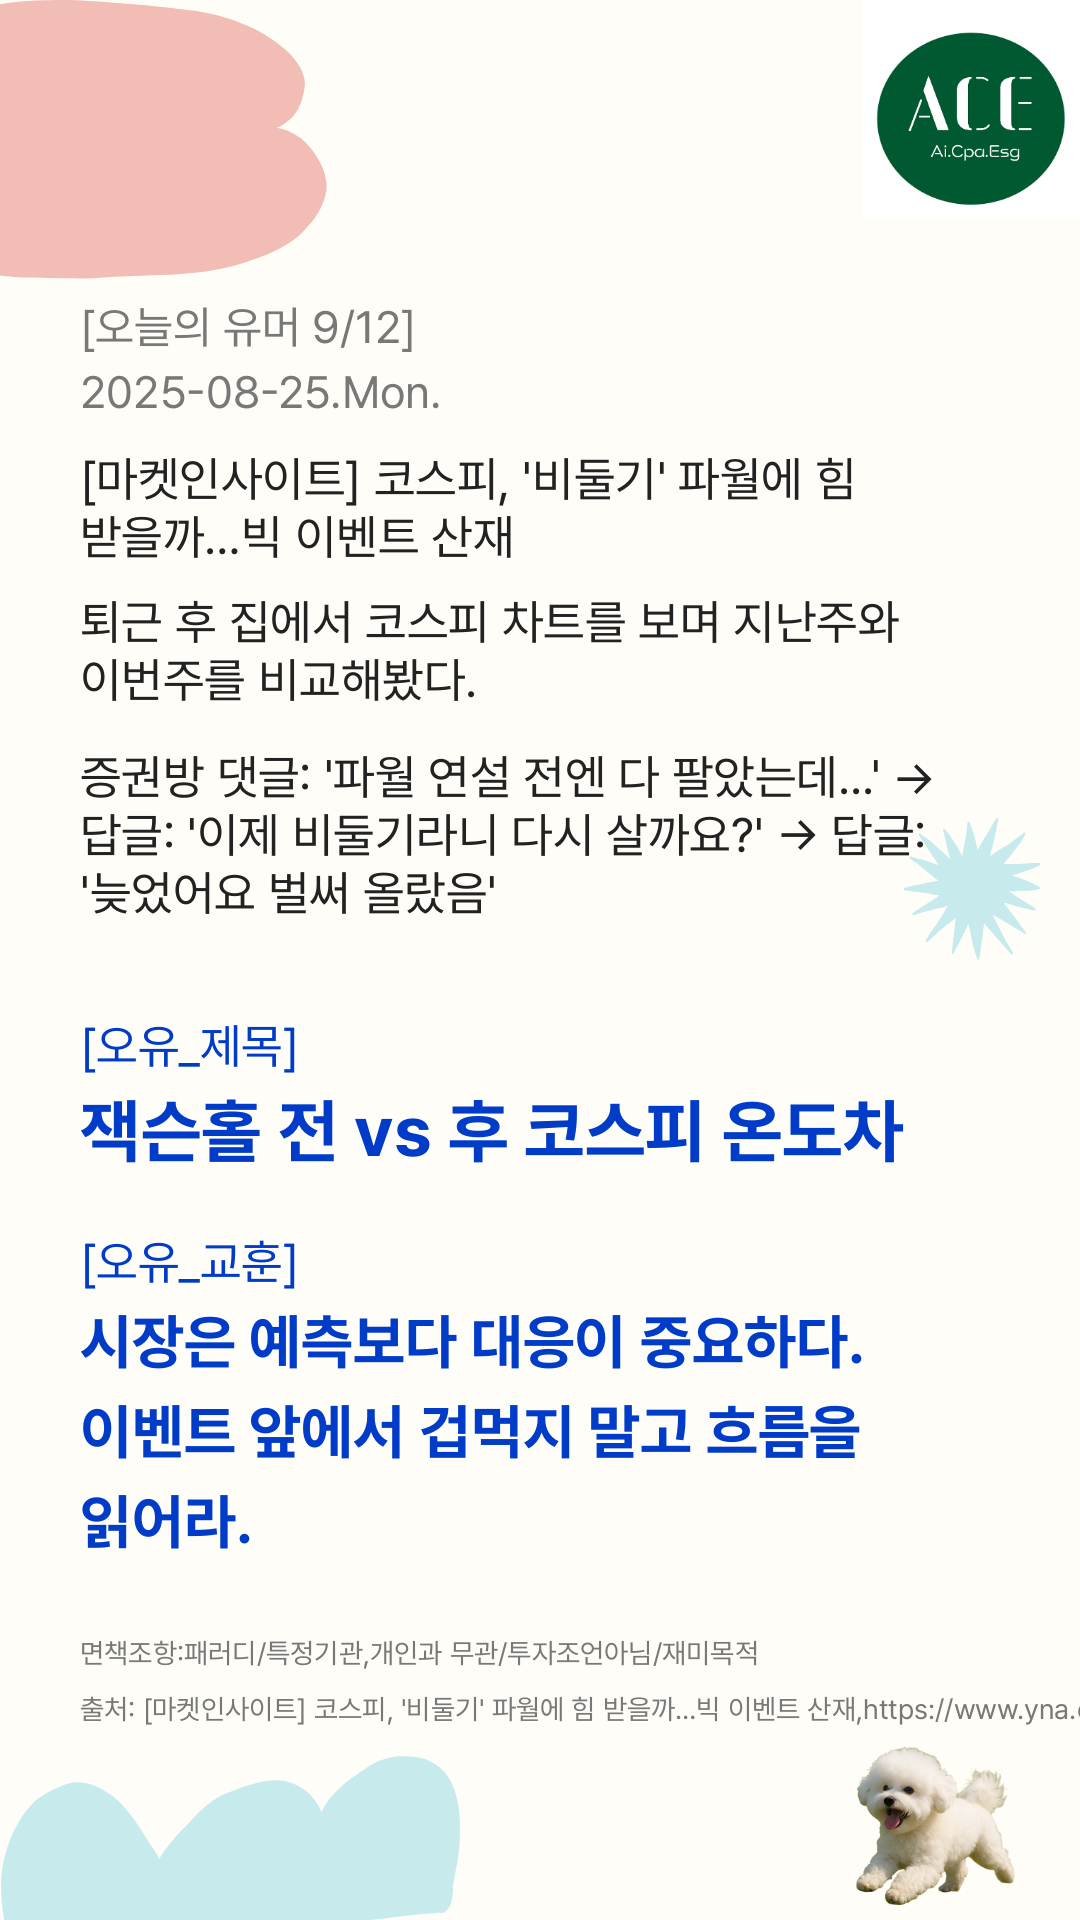 ACE
Ai.Cpa.Esg
[오늘의 유머 9/12]
2025-08-25.Mon.
[마켓인사이트] 코스피, '비둘기' 파월에 힘
받을까…빅 이벤트 산재
퇴근 후 집에서 코스피 차트를 보며 지난주와
이번주를 비교해봤다.
증권방 댓글: '파월 연설 전엔 다 팔았는데…' →
답글: '이제 비둘기라니 다시 살까요?' → 답글:
'늦었어요 벌써 올랐음'
[오유_제목]
잭슨홀 전 vs 후 코스피 온도차
[오유_교훈]
시장은 예측보다 대응이 중요하다.
이벤트 앞에서 겁먹지 말고 흐름을
읽어라.
면책조항:패러디/특정기관,개인과 무관/투자조언아님/재미목적
출처: [마켓인사이트] 코스피, '비둘기' 파월에 힘 받을까…빅 이벤트 산재,https://www.yna.c